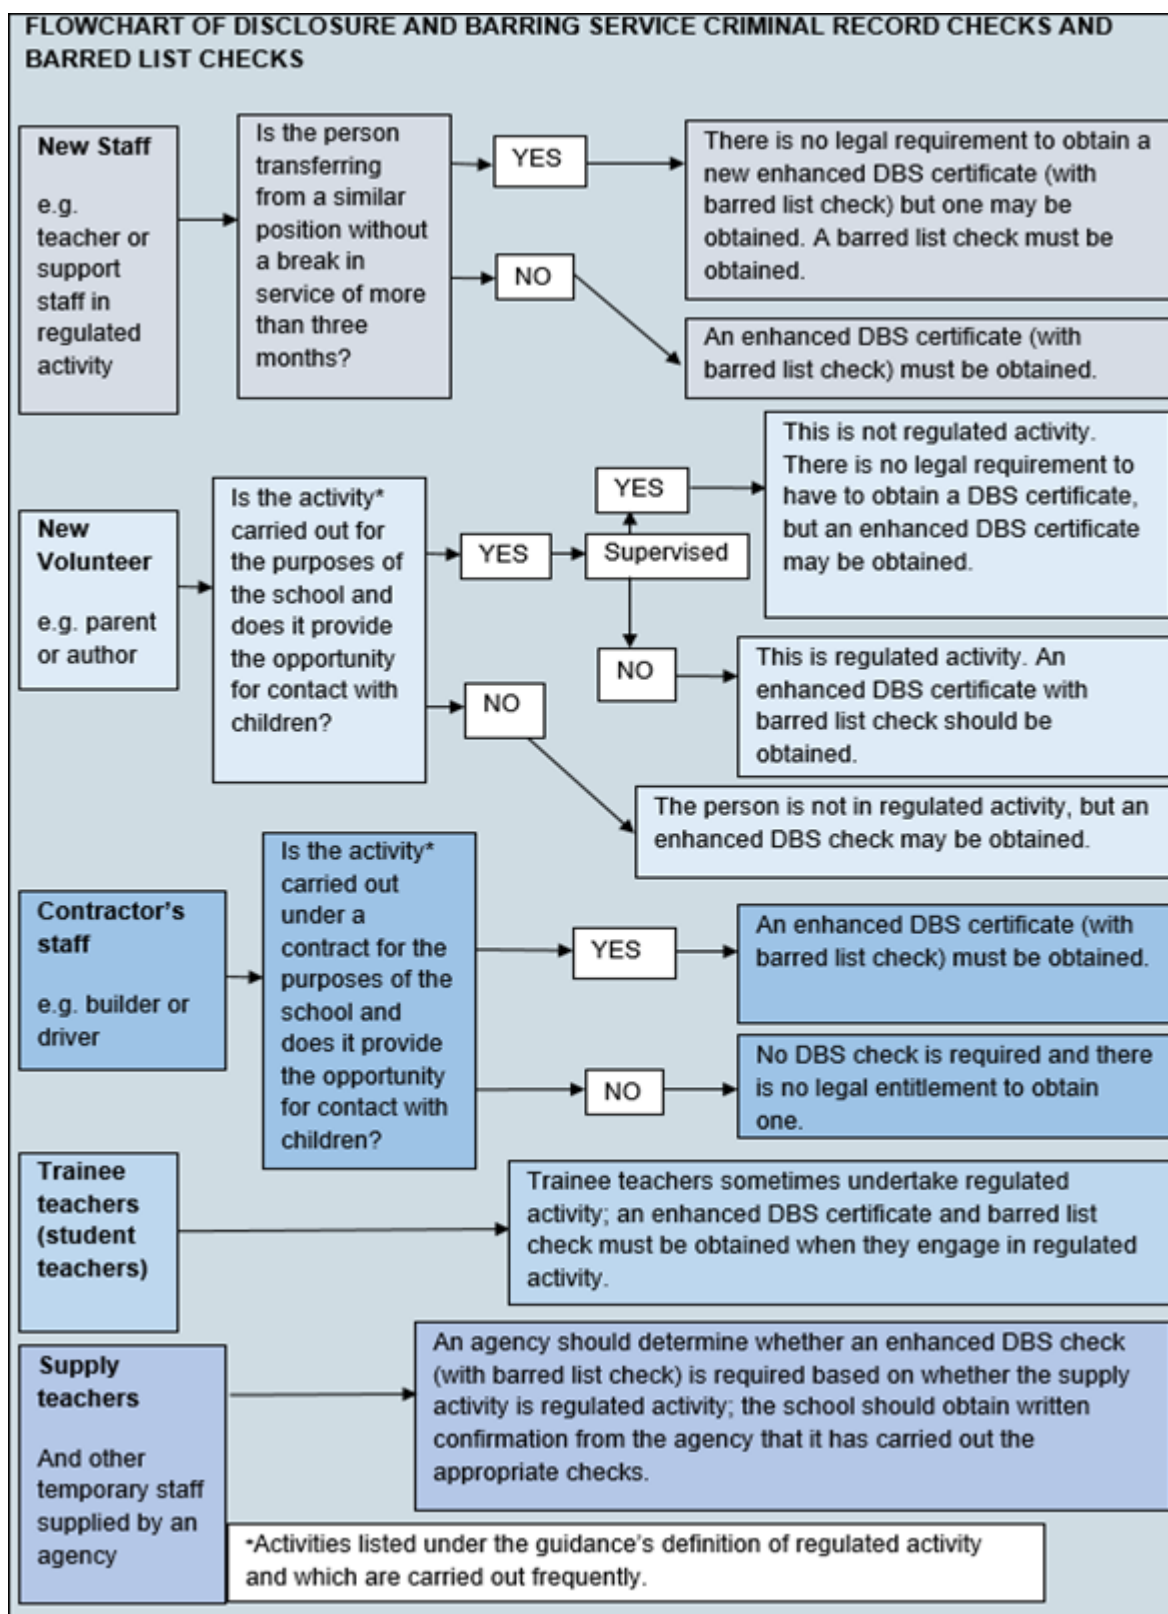 FLOWCHART OF DISCLOSURE AND BARRING SERVICE CRIMINAL RECORD CHECKS AND
BARRED LIST CHECKS
New Staff
e.g.
teacher or
support
staff in
regulated
activity
Is the person
transferring
from a similar
position without
a break in
service of more
than three
months?
YES
There is no legal requirement to obtain a
new enhanced DBS certificate (with
barred list check) but one may be
obtained. A barred list check must be
obtained.
NO
An enhanced DBS certificate (with
barred list check) must be obtained.
New
Volunteer
e.g. parent
or author
Is the activity*
carried out for
the purposes of
the school and
does it provide
the opportunity
for contact with
children?
YES
Supervised
YES
This is not regulated activity.
There is no legal requirement to
have to obtain a DBS certificate,
but an enhanced DBS certificate
may be obtained.
NO
This is regulated activity. An
enhanced DBS certificate with
barred list check should be
obtained.
NO
The person is not in regulated activity, but an
enhanced DBS check may be obtained.
Contractor's
staff
e.g. builder or
driver
Is the activity*
carried out
under a
contract for the
purposes of the
school and
does it provide
the opportunity
for contact with
children?
YES
An enhanced DBS certificate (with
barred list check) must be obtained.
NO
No DBS check is required and there
is no legal entitlement to obtain
one.
Trainee
teachers
(student
teachers)
Trainee teachers sometimes undertake regulated
activity; an enhanced DBS certificate and barred list
check must be obtained when they engage in regulated
activity.
Supply
teachers
And other
temporary staff
supplied by an
agency
An agency should determine whether an enhanced DBS check
(with barred list check) is required based on whether the supply
activity is regulated activity; the school should obtain written
confirmation from the agency that it has carried out the
appropriate checks.
*Activities listed under the guidance's definition of regulated activity
and which are carried out frequently.